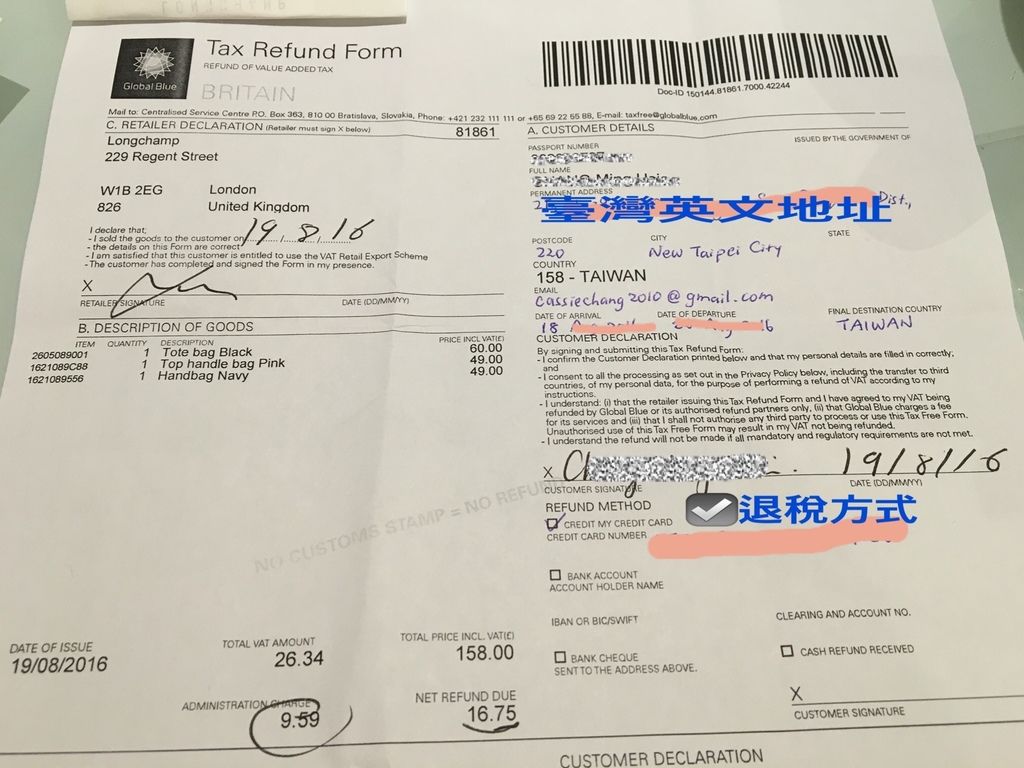 Tax Refund Form
REFUND OF VALUE ADDED TAX
Global Blue
BRITAIN
Doc-ID 150144.81861.7000.42244
Mail to: Centralised Service Centre P.O. Box 363, 810 00 Bratislava, Slovakia, Phone: +421 232 111 111 or +65 69 22 55 88, E-mail: taxfree@globalblue.com
C. RETAILER DECLARATION (Retailer must sign X below)
81861
Longchamp
229 Regent Street
W1B 2EG London
826 United Kingdom
I declare that;
- I sold the goods to the customer on 19.8.16
- the details on this Form are correct
- I am satisfied that this customer is entitled to use the VAT Retail Export Scheme
- The customer has completed and signed the Form in my presence.
X
RETAILER SIGNATURE DATE (DD/MM/YY)
B. DESCRIPTION OF GOODS
ITEM QUANTITY DESCRIPTION PRICE INCL VAT(£)
2605089001 1 Tote bag Black 60.00
1621089C88 1 Top handle bag Pink 49.00
1621089556 1 Handbag Navy 49.00
NO CUSTOMS STAMP = NO REFUND
DATE OF ISSUE
19/08/2016
TOTAL VAT AMOUNT
26.34
TOTAL PRICE INCL. VAT(£)
158.00
ADMINISTRATION CHARGE
9.59
NET REFUND DUE
16.75
A. CUSTOMER DETAILS
ISSUED BY THE GOVERNMENT OF
PASSPORT NUMBER
FULL NAME
PERMANENT ADDRESS
臺灣英文地址
Dist.,
STATE
POSTCODE CITY
220 New Taipei City
COUNTRY
158 - TAIWAN
EMAIL
cassiechang2010@gmail.com
DATE OF ARRIVAL DATE OF DEPARTURE FINAL DESTINATION COUNTRY
18 16 TAIWAN
CUSTOMER DECLARATION
By signing and submitting this Tax Refund Form:
- I confirm the Customer Declaration printed below and that my personal details are filled in correctly;
and
- I consent to all the processing as set out in the Privacy Policy below, including the transfer to third
countries, of my personal data, for the purpose of performing a refund of VAT according to my
instructions.
- I understand: (i) that the retailer issuing this Tax Refund Form and I have agreed to my VAT being
refunded by Global Blue or its authorised refund partners only, (ii) that Global Blue charges a fee
for its services and (iii) that I shall not authorise any third party to process or use this Tax Free Form.
Unauthorised use of this Tax Free Form may result in my VAT not being refunded.
- I understand the refund will not be made if all mandatory and regulatory requirements are not met.
X 19/8/16
CUSTOMER SIGNATURE DATE (DD/MM/YY)
REFUND METHOD
退稅方式
CREDIT MY CREDIT CARD
CREDIT CARD NUMBER
BANK ACCOUNT
ACCOUNT HOLDER NAME
IBAN OR BIC/SWIFT CLEARING AND ACCOUNT NO.
BANK CHEQUE
SENT TO THE ADDRESS ABOVE.
CASH REFUND RECEIVED
X
CUSTOMER SIGNATURE
CUSTOMER DECLARATION